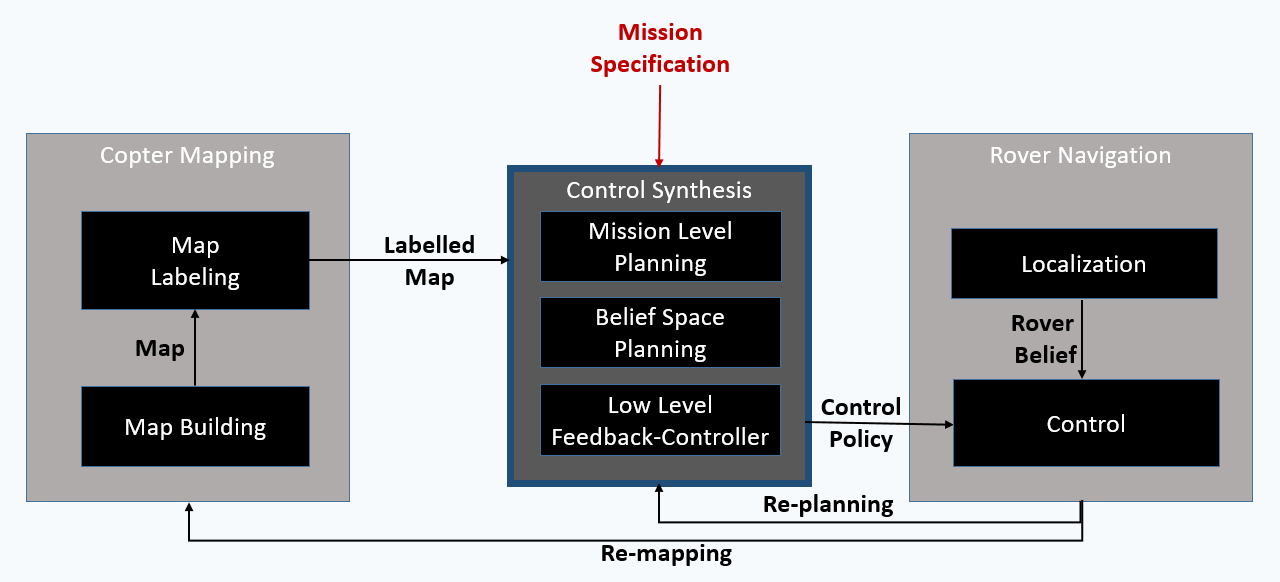 Mission
Specification
Copter Mapping
Map
Labeling
Map
Map Building
Labelled
Map
Control Synthesis
Mission Level
Planning
Belief Space
Planning
Low Level
Feedback-Controller
Control
Policy
Rover Navigation
Localization
Rover
Belief
Control
Re-planning
Re-mapping